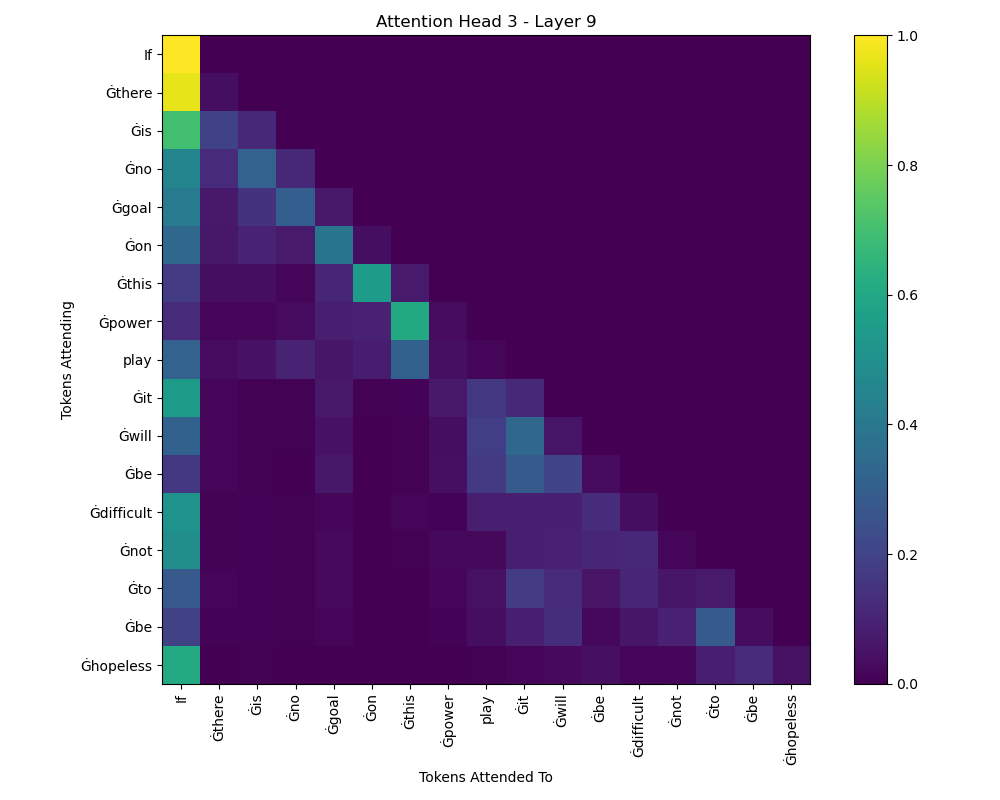 Attention Head 3 - Layer 9
Tokens Attending
If
Ġthere
Ġis
Ġno
Ġgoal
Ġon
Ġthis
Ġpower
play
Ġit
Ġwill
Ġbe
Ġdifficult
Ġnot
Ġto
Ġbe
Ġhopeless
If
Ġthere
Ġis
Ġno
Ġgoal
Ġon
Ġthis
Ġpower
play
Ġit
Ġwill
Ġbe
Ġdifficult
Ġnot
Ġto
Ġbe
Ġhopeless
Tokens Attended To
1.0
0.8
0.6
0.4
0.2
0.0